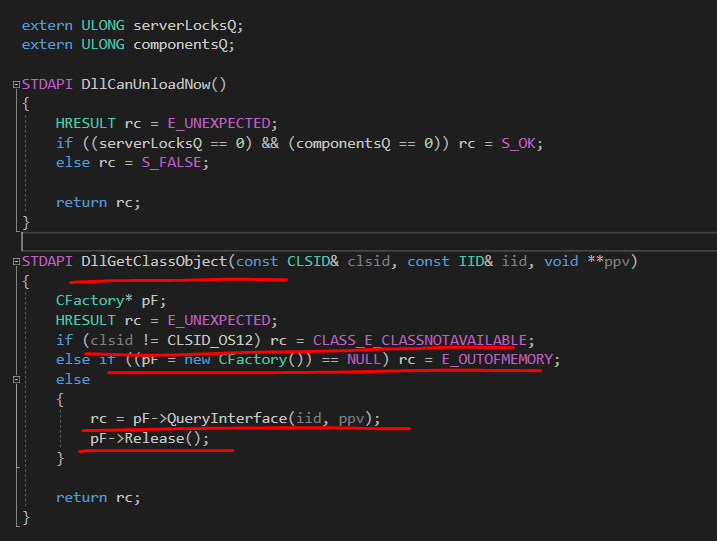 extern ULONG serverLocksQ;
extern ULONG componentsQ;
STDAPI DllCanUnloadNow()
{
HRESULT rc = E_UNEXPECTED;
if ((serverLocksQ == 0) && (componentsQ == 0)) rc = S_OK;
else rc = S_FALSE;
return rc;
}
STDAPI DllGetClassObject(const CLSID& clsid, const IID& iid, void **ppv)
{
CFactory* pF;
HRESULT rc = E_UNEXPECTED;
if (clsid != CLSID_OS12) rc = CLASS_E_CLASSNOTAVAILABLE;
else if ((pF = new CFactory()) == NULL) rc = E_OUTOFMEMORY;
else
{
rc = pF->QueryInterface(iid, ppv);
pF->Release();
}
return rc;
}